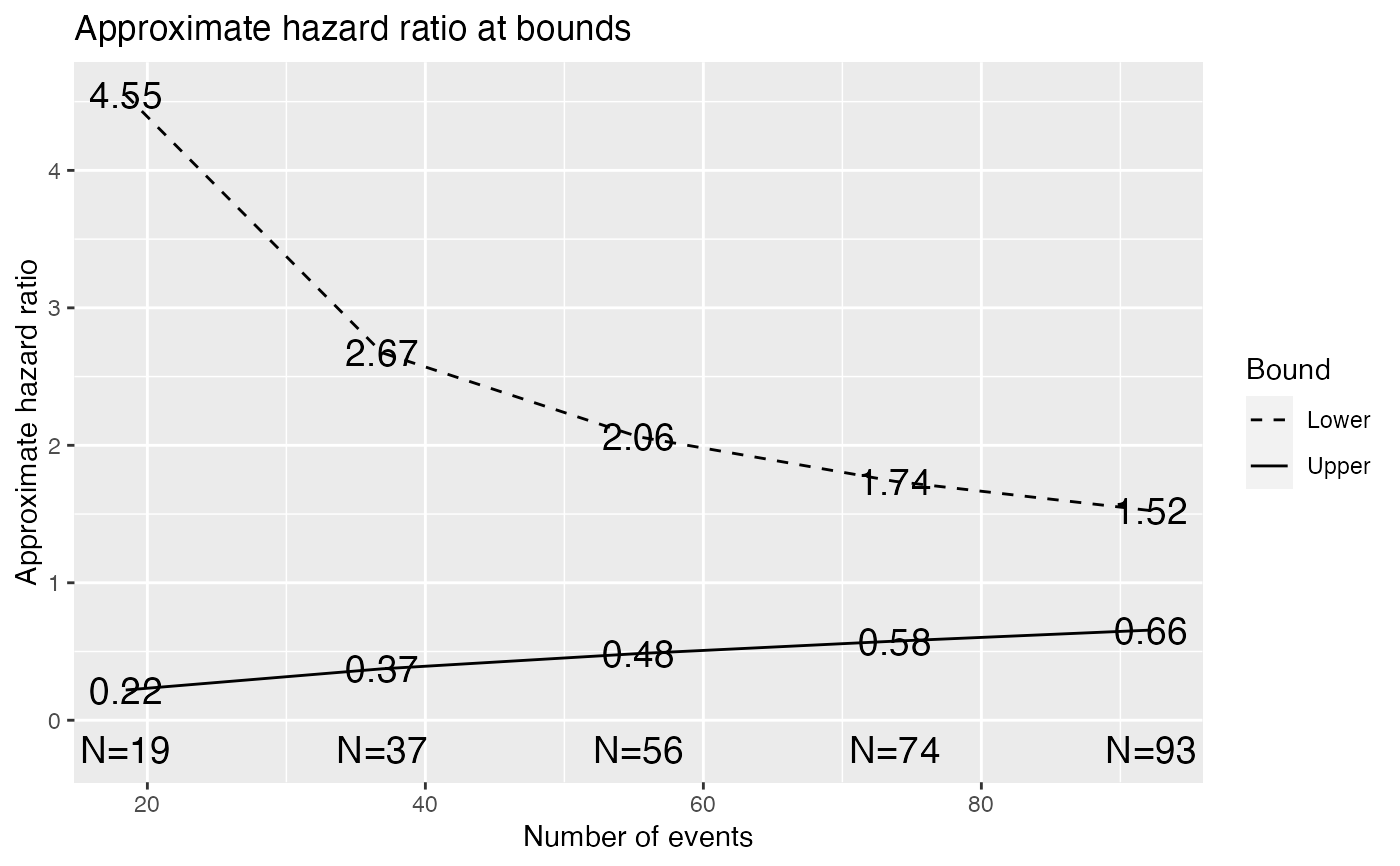 Approximate hazard ratio at bounds
Approximate hazard ratio
4
3
2
1
0
4.55
2.67
2.06
1.74
1.52
0.22
0.37
0.48
0.58
0.66
N=19
N=37
N=56
N=74
N=93
20
40
60
80
Number of events
Bound
Lower
Upper